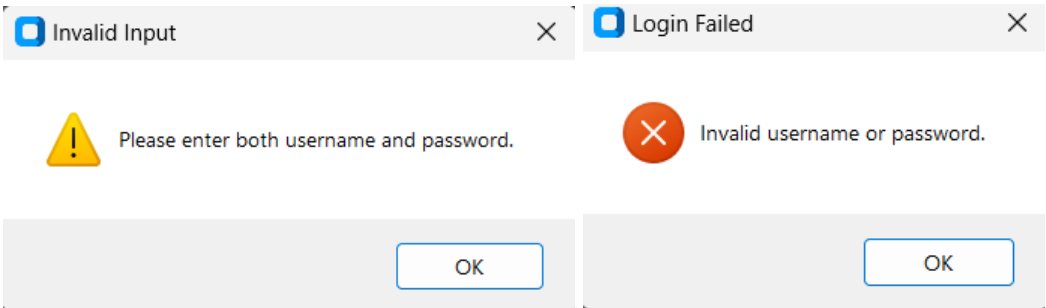 Invalid Input
Please enter both username and password.
OK
Login Failed
Invalid username or password.
OK